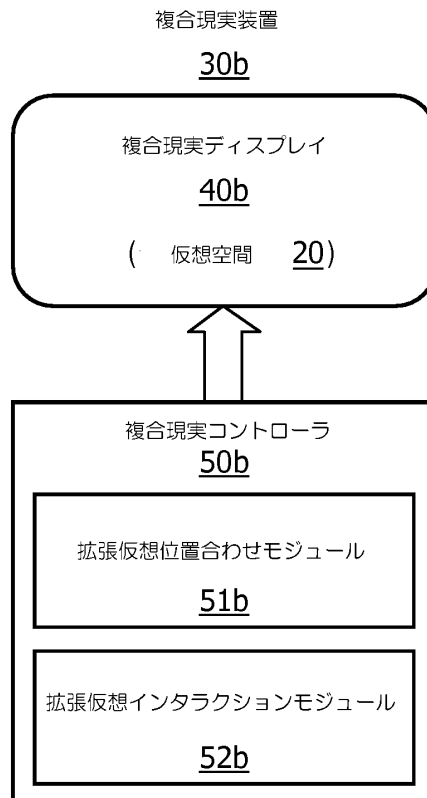 複合現実装置
30b
複合現実ディスプレイ
40b
( 仮想空間 20)
複合現実コントローラ
50b
拡張仮想位置合わせモジュール
51b
拡張仮想インタラクションモジュール
52b